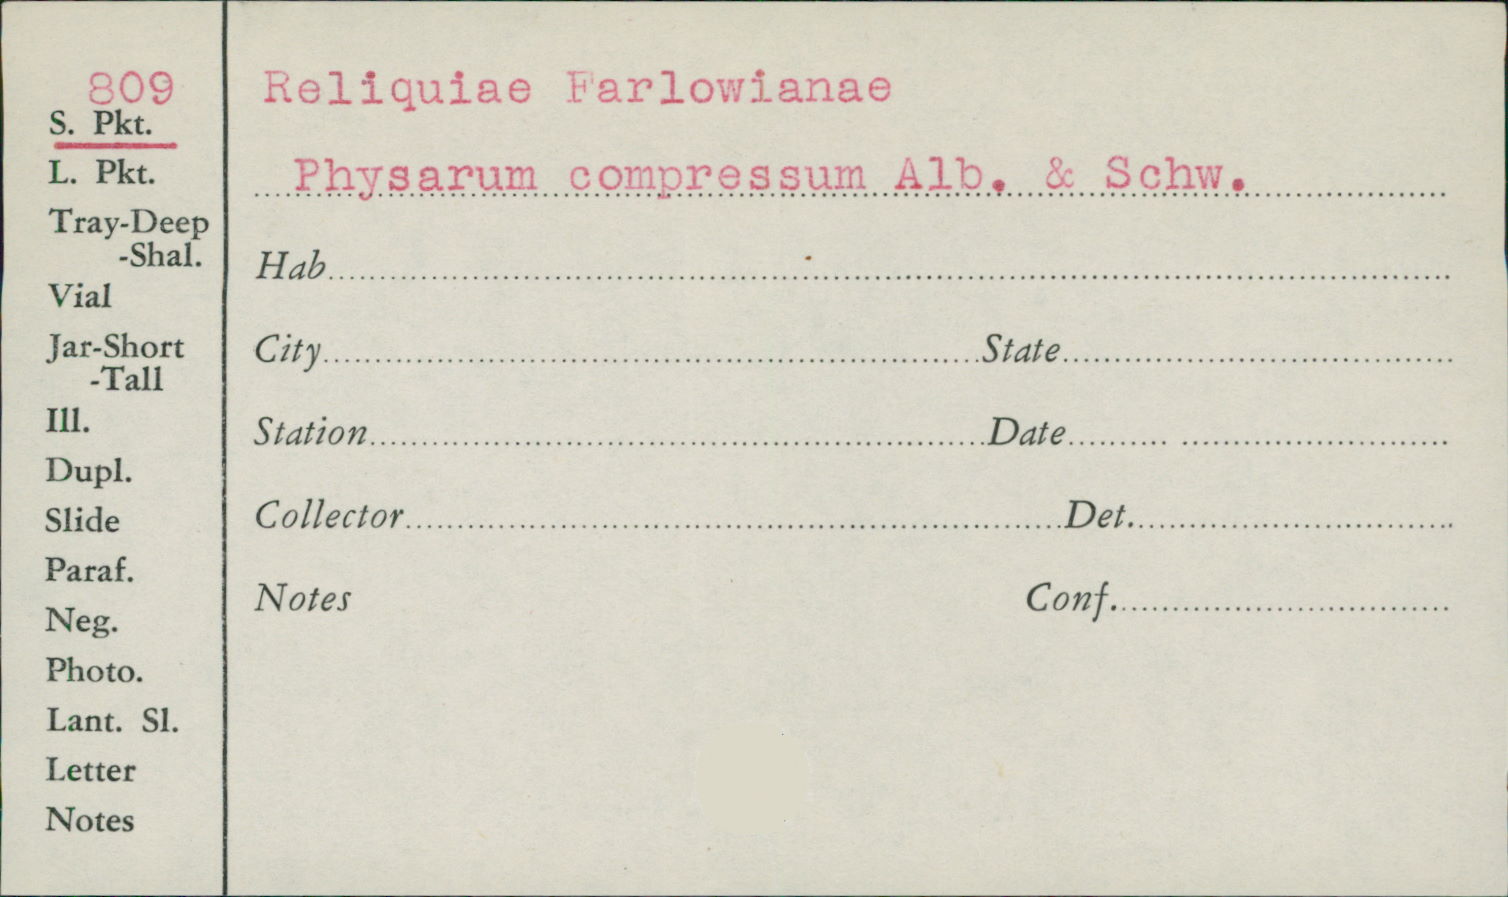 809
S. Pkt.
L. Pkt.
Tray-Deep
-Shal.
Vial
Jar-Short
-Tall
Ill.
Dupl.
Slide
Paraf.
Neg.
Photo.
Lant. Sl.
Letter
Notes
Reliquiae Farlowianae
Physarum compressum Alb. & Schw.
Hab
City State
Station Date
Collector Det.
Notes Conf.